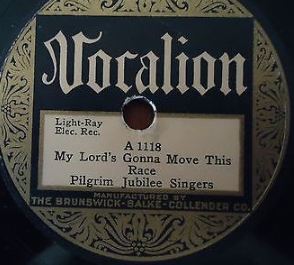 Vocalion
Light-Ray
Elec. Rec.
A 1118
My Lord's Gonna Move This
Race
Pilgrim Jubilee Singers
MANUFACTURED BY
THE BRUNSWICK-BALKE-COLLENDER CO.